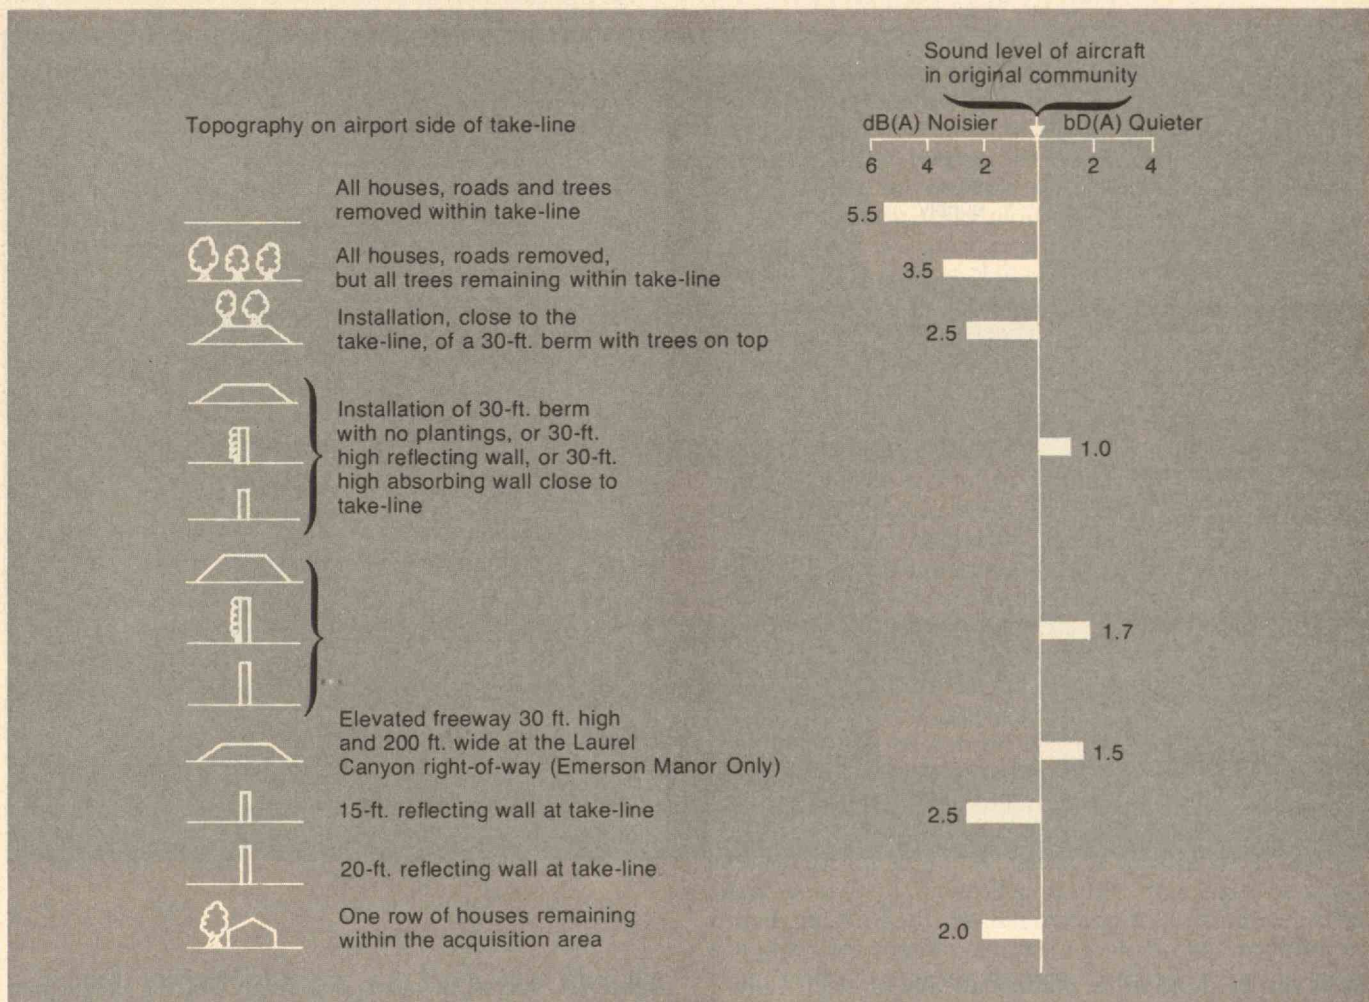 Sound level of aircraft
in original community
Topography on airport side of take-line
dB(A) Noisier
bD(A) Quieter
6 4 2 2 4
All houses, roads and trees
removed within take-line
5.5
All houses, roads removed,
but all trees remaining within take-line
3.5
Installation, close to the
take-line, of a 30-ft. berm with trees on top
2.5
Installation of 30-ft. berm
with no plantings, or 30-ft.
high reflecting wall, or 30-ft.
high absorbing wall close to
take-line
1.0
1.7
Elevated freeway 30 ft. high
and 200 ft. wide at the Laurel
Canyon right-of-way (Emerson Manor Only)
1.5
15-ft. reflecting wall at take-line
2.5
20-ft. reflecting wall at take-line
One row of houses remaining
within the acquisition area
2.0